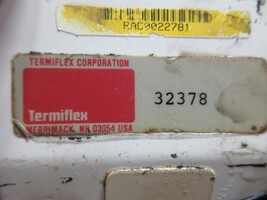 RAC0022781
TERMIFLEX CORPORATION
32378
Termiflex
MERRIMACK, NH 03054 USA